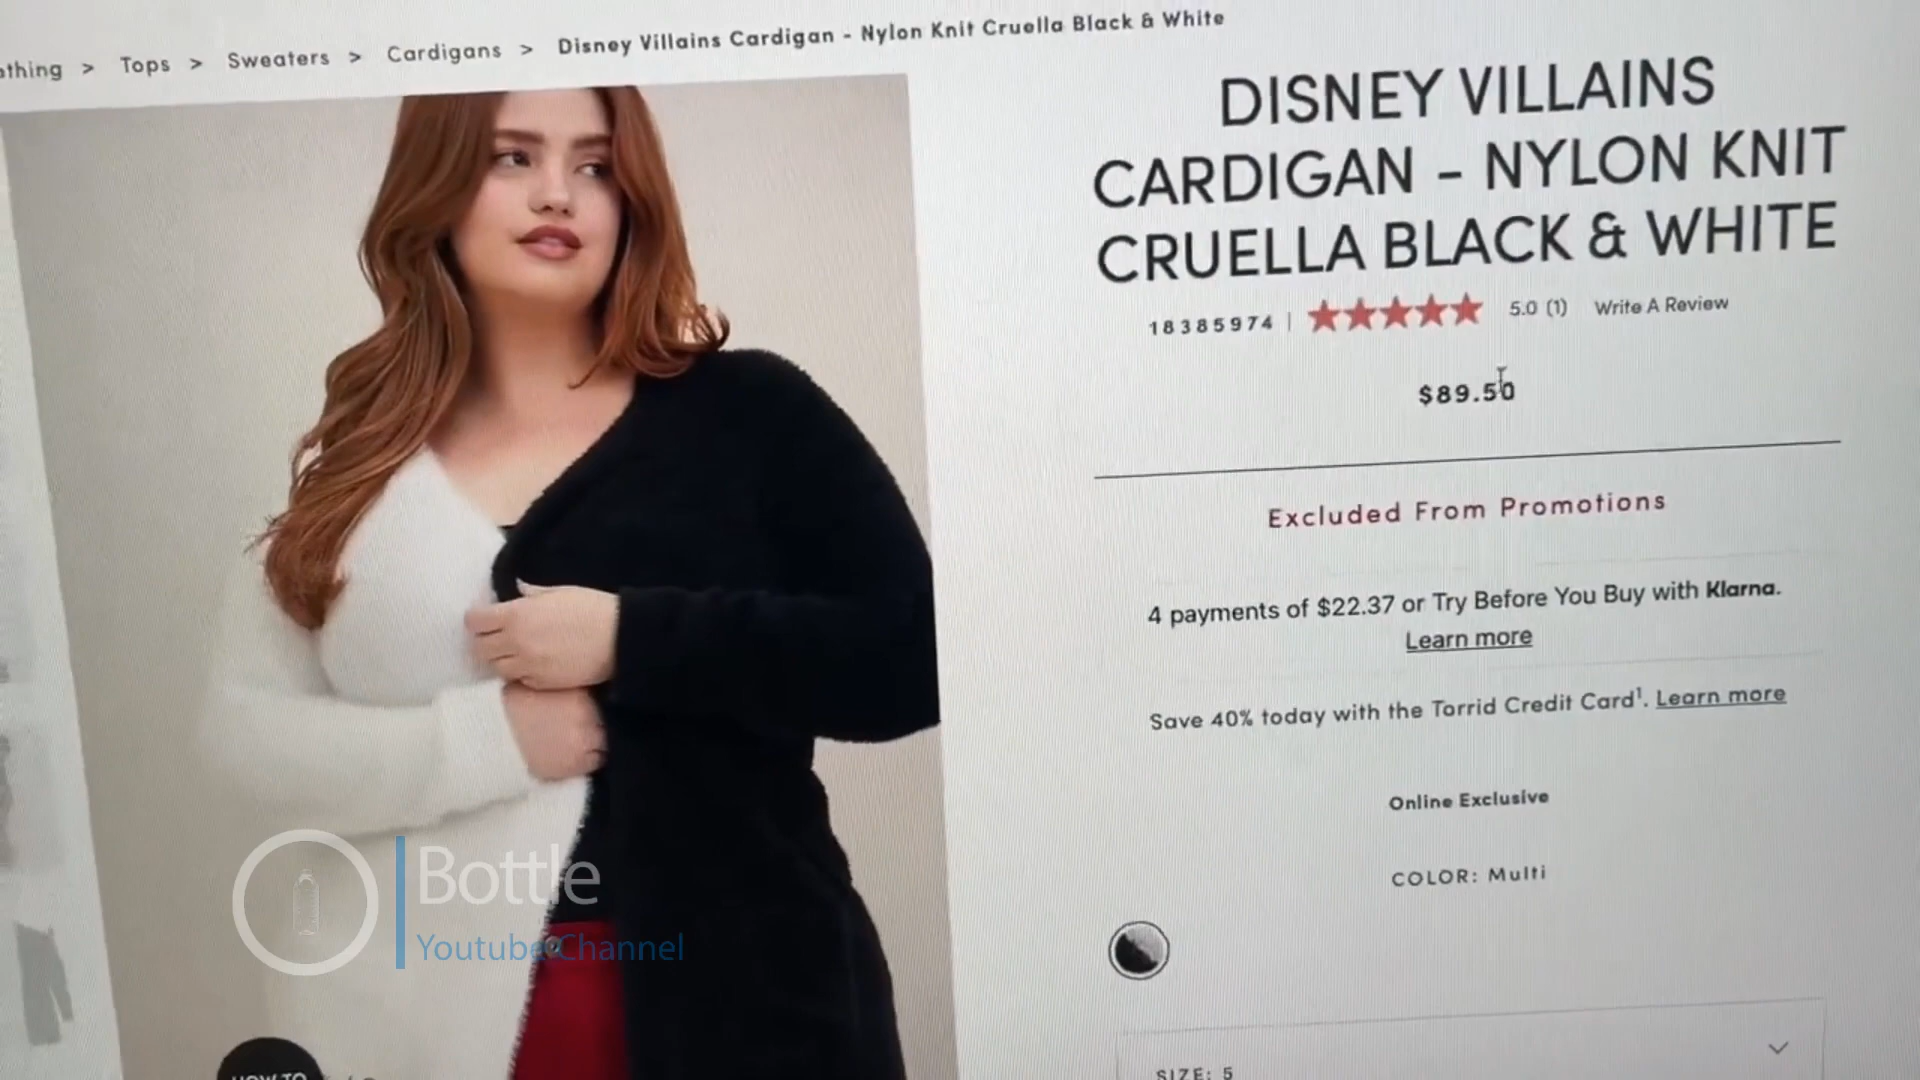 > Tops > Sweaters > Cardigans > Disney Villains Cardigan - Nylon Knit Cruella Black & White
DISNEY VILLAINS
CARDIGAN - NYLON KNIT
CRUELLA BLACK & WHITE
18385974 | 5.0 (1) Write A Review
$89.50
Excluded From Promotions
4 payments of $22.37 or Try Before You Buy with Klarna.
Learn more
Save 40% today with the Torrid Credit Card¹. Learn more
Online Exclusive
COLOR: Multi
SIZE: 5
Bottle
Youtube Channel
HOW TO